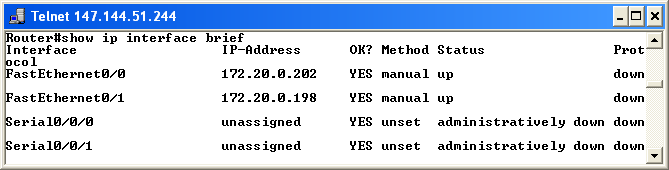 Telnet 147.144.51.244
Router#show ip interface brief
Interface                  IP-Address      OK? Method Status                Prot
ocol
FastEthernet0/0            172.20.0.202    YES manual up                    down
FastEthernet0/1            172.20.0.198    YES manual up                    down
Serial0/0/0                unassigned      YES unset  administratively down down
Serial0/0/1                unassigned      YES unset  administratively down down